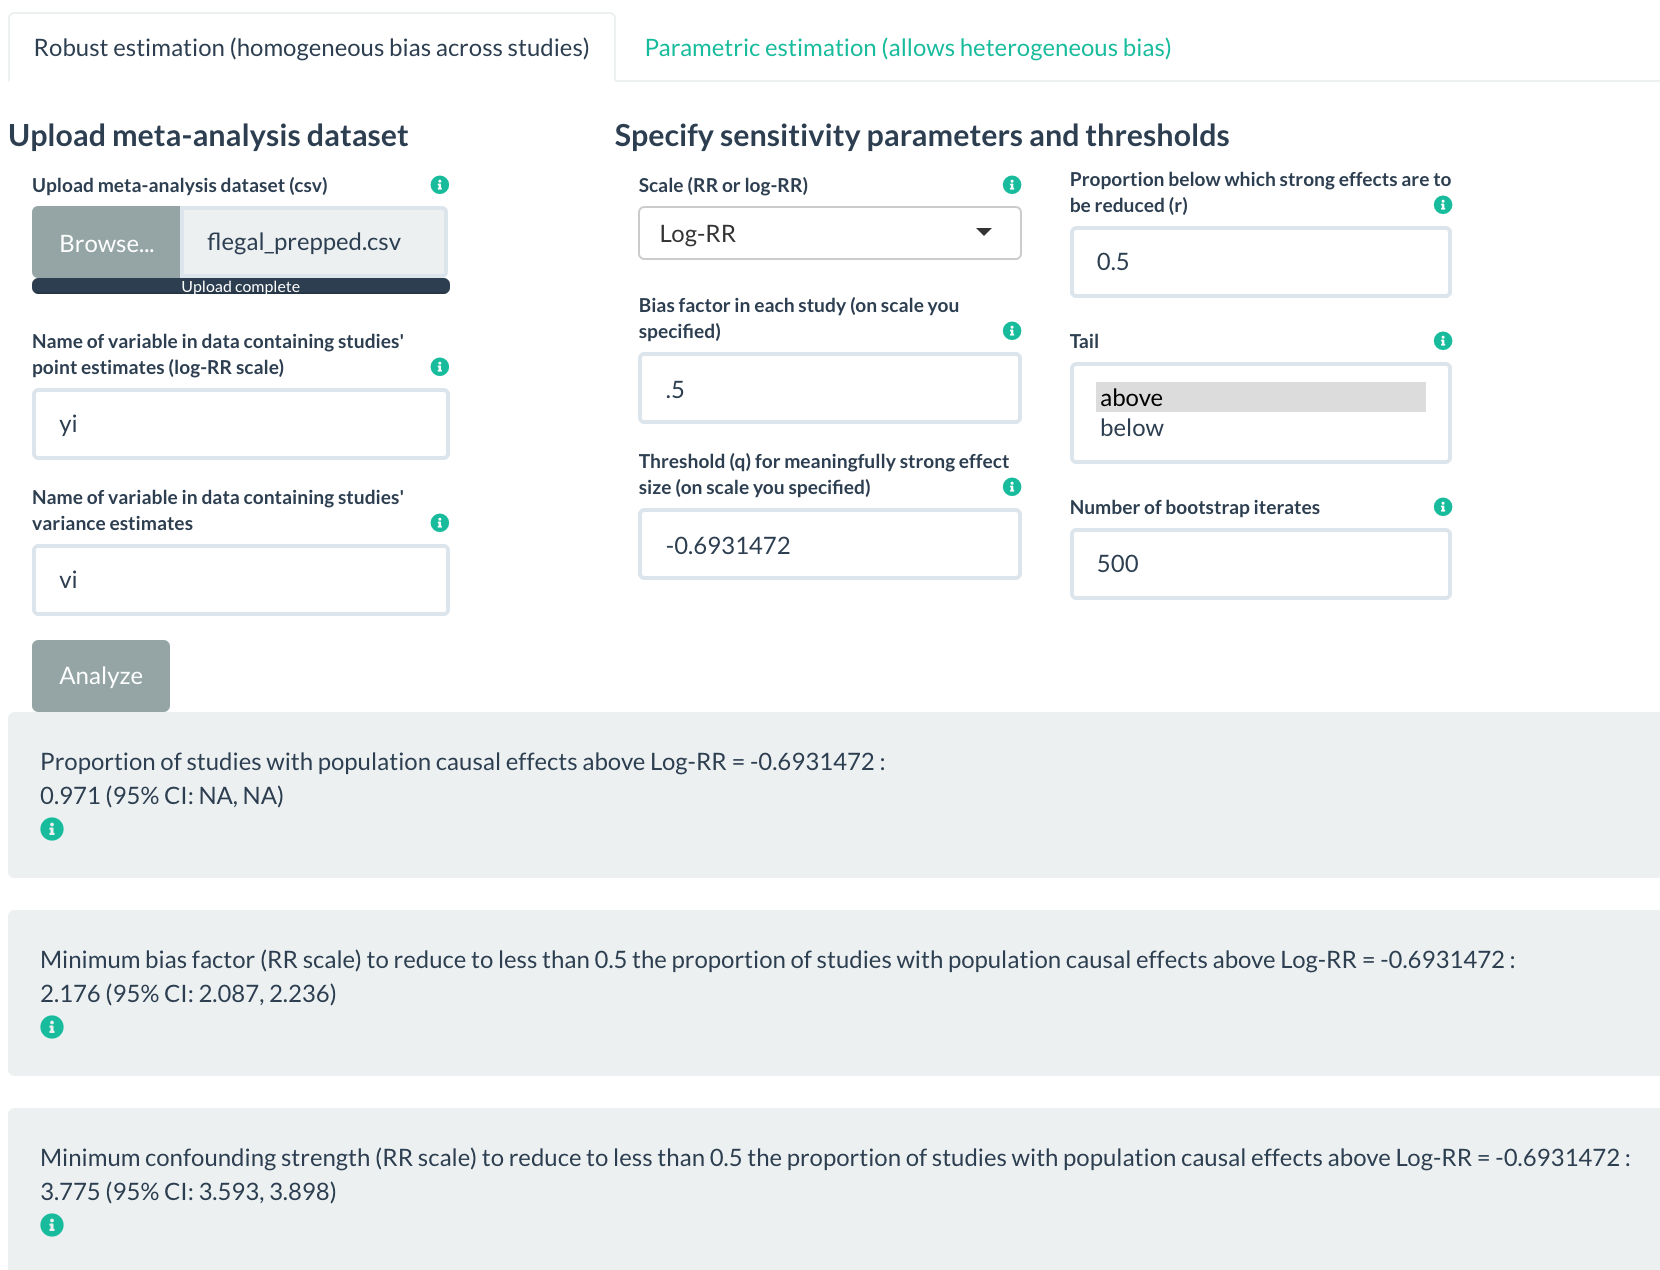 Robust estimation (homogeneous bias across studies)
Parametric estimation (allows heterogeneous bias)
Upload meta-analysis dataset
Upload meta-analysis dataset (csv)
Browse...
flegal_prepped.csv
Upload complete
Name of variable in data containing studies'
point estimates (log-RR scale)
yi
Name of variable in data containing studies'
variance estimates
vi
Analyze
Specify sensitivity parameters and thresholds
Scale (RR or log-RR)
Log-RR
Bias factor in each study (on scale you
specified)
.5
Threshold (q) for meaningfully strong effect
size (on scale you specified)
-0.6931472
Proportion below which strong effects are to
be reduced (r)
0.5
Tail
above
below
Number of bootstrap iterates
500
Proportion of studies with population causal effects above Log-RR = -0.6931472 :
0.971 (95% CI: NA, NA)
Minimum bias factor (RR scale) to reduce to less than 0.5 the proportion of studies with population causal effects above Log-RR = -0.6931472 :
2.176 (95% CI: 2.087, 2.236)
Minimum confounding strength (RR scale) to reduce to less than 0.5 the proportion of studies with population causal effects above Log-RR = -0.6931472 :
3.775 (95% CI: 3.593, 3.898)